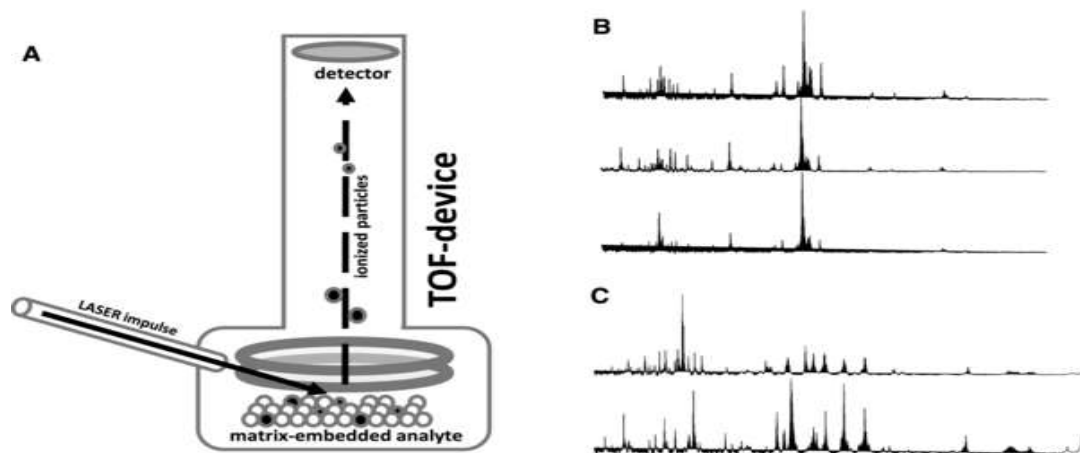 A
detector
ionized particles
TOF-device
LASER impulse
matrix-embedded analyte
B
C